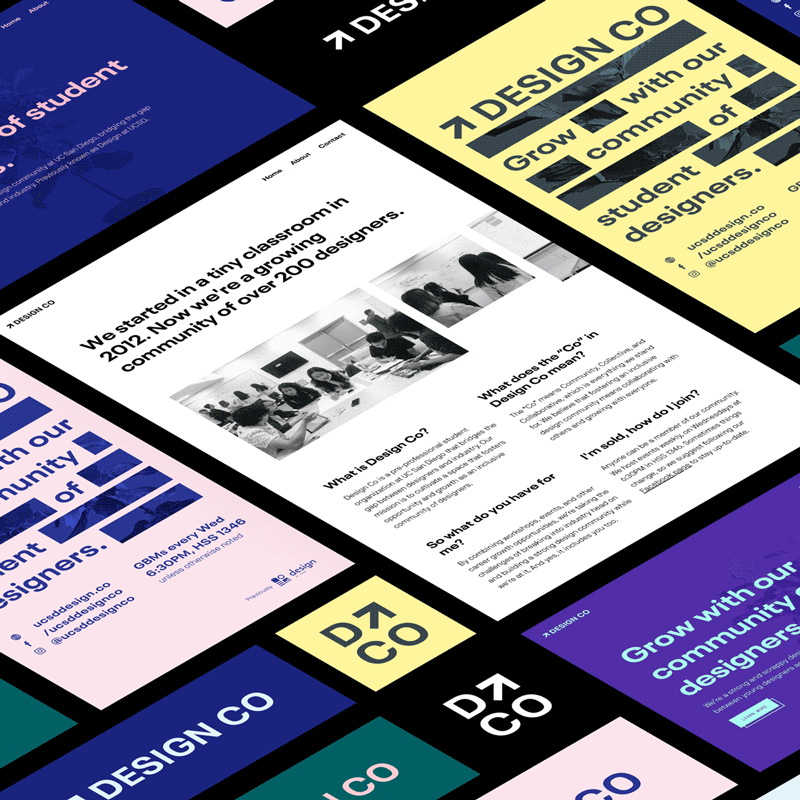 Home About
of student
s.
sign community at UC San Diego, bridging the gap
and industry. Previously known as Design at UCSD.
DES
DESIGN CO
Grow with our
community of
student
designers.
ucsddesign.co
/ucsddesignco
@ucsddesignco
DESIGN CO
Home About Contact
We started in a tiny classroom in
2012. Now we're a growing
community of over 200 designers.
What is Design Co?
Design Co is a pre-professional student
organization at UC San Diego that bridges the
gap between designers and industry. Our
mission is to cultivate a space that fosters
opportunity and growth as an inclusive
community of designers.
What does the “Co” in
Design Co mean?
The “Co” means Community, Collective, and
Collaborative, which is everything we stand
for. We believe that fostering an inclusive
design community means collaborating with
others and growing with everyone.
So what do you have for
me?
By combining workshops, events, and other
career growth opportunities, we're taking the
challenges of breaking into industry head on
and building a strong design community while
we're at it. And yes, it includes you too.
I'm sold, how do I join?
Anyone can be a member of our community.
We host events weekly, on Wednesdays at
6:30PM in HSS 1346. Sometimes things
change, so we suggest following our
Facebook page to stay up-to-date.
O
with our
munity
of
ent
esigners.
GBMs every Wed
6:30PM, HSS 1346
unless otherwise noted
ucsddesign.co
/ucsddesignco
@ucsddesignco
Previously
design
D
CO
D
CO
DESIGN CO
N CO
CO
DESIGN CO
Grow with our
community
designers
We're a strong and scrappy
between young designers
LEARN MORE